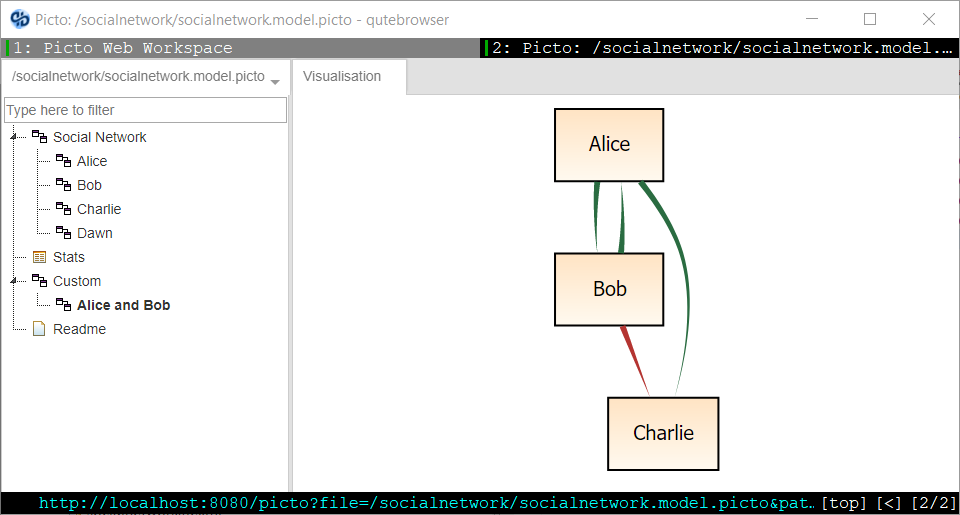 Picto: /socialnetwork/socialnetwork.model.picto - qutebrowser
1: Picto Web Workspace
2: Picto: /socialnetwork/socialnetwork.model.…
/socialnetwork/socialnetwork.model.picto
Visualisation
Type here to filter
Social Network
Alice
Bob
Charlie
Dawn
Stats
Custom
Alice and Bob
Readme
Alice
Bob
Charlie
http://localhost:8080/picto?file=/socialnetwork/socialnetwork.model.picto&pat… [top] [<] [2/2]